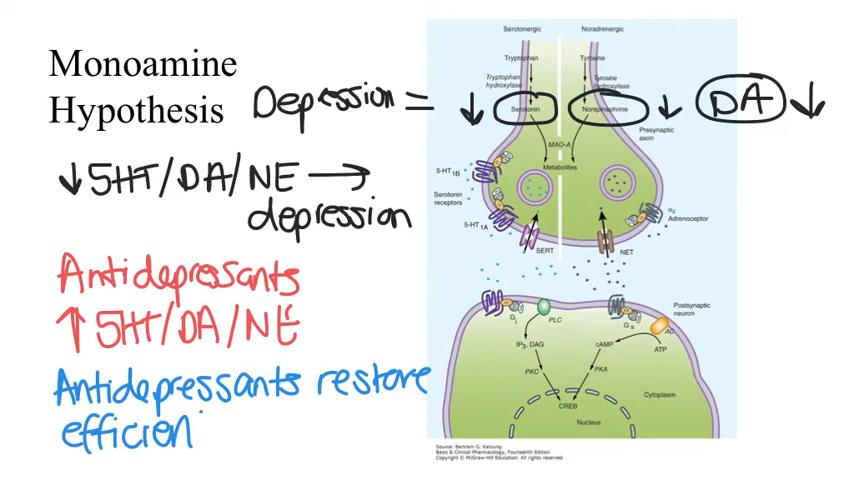 Monoamine
Hypothesis
Depression = ↓ ↓ DA ↓
↓ 5HT/DA/NE →
depression
Antidepressants
↑ 5HT/DA/NE
Antidepressants restore
efficien
Serotonergic
Noradrenergic
Tryptophan
Tyrosine
Tryptophan
hydroxylase
Tyrosine
hydroxylase
Serotonin
Norepinephrine
Presynaptic
axon
MAO-A
Metabolites
5-HT1B
Serotonin
receptors
5-HT1A
α2
Adrenoceptor
SERT
NET
Postsynaptic
neuron
Gi
PLC
Gs
AC
IP3, DAG
cAMP
ATP
PKC
PKA
Cytoplasm
CREB
Nucleus
Source: Bertram G. Katzung:
Basic & Clinical Pharmacology, Fourteenth Edition
Copyright © McGraw-Hill Education. All rights reserved.